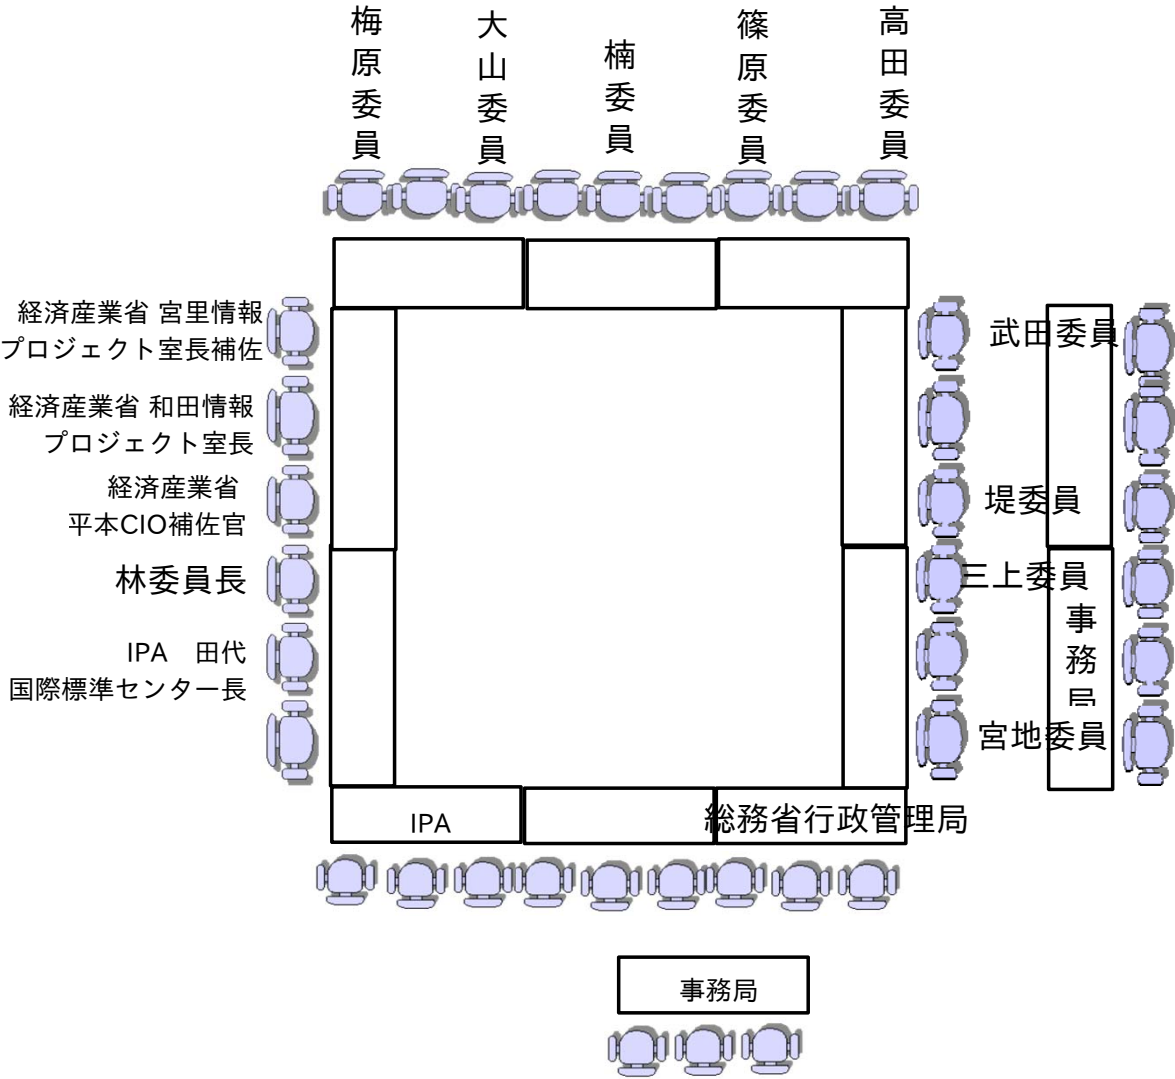 梅原委員
大山委員
楠委員
篠原委員
高田委員
経済産業省 宮里情報
プロジェクト室長補佐
経済産業省 和田情報
プロジェクト室長
経済産業省
平本CIO補佐官
林委員長
IPA　田代
国際標準センター長
武田委員
堤委員
三上委員
宮地委員
事務局
IPA
総務省行政管理局
事務局